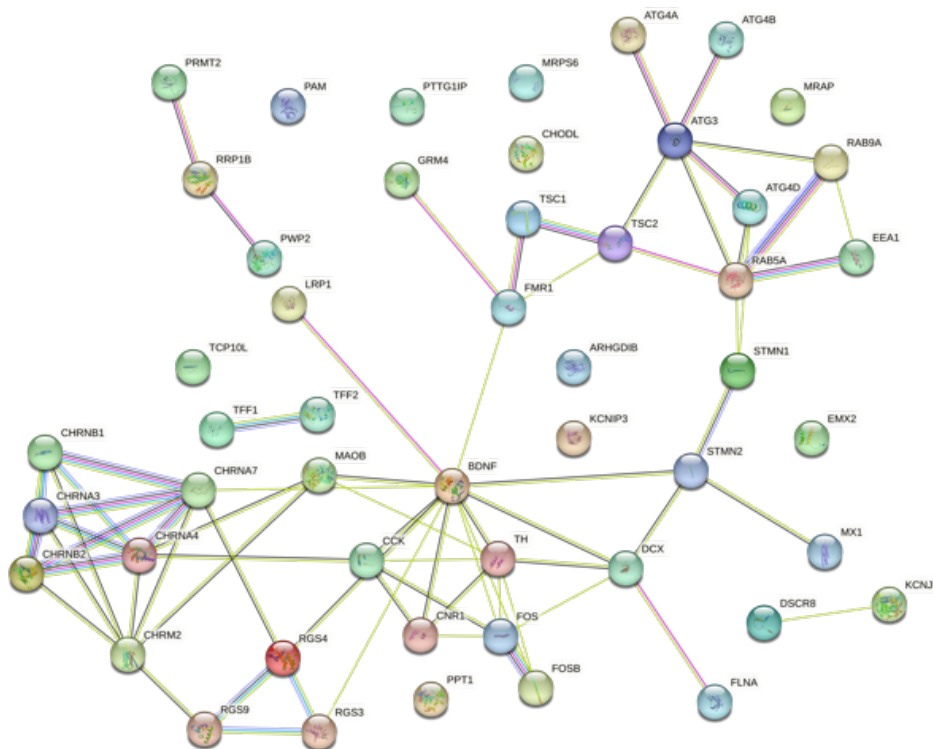 ATG4A
ATG4B
PRMT2
PAM
PTTG1IP
MRPS6
MRAP
ATG3
RRP1B
GRM4
CHODL
RAB9A
TSC1
TSC2
ATG4D
PWP2
RAB5A
EEA1
LRP1
FMR1
TCP10L
ARHGDIB
STMN1
TFF1
TFF2
KCNIP3
EMX2
CHRNB1
CHRNA7
MAOB
BDNF
STMN2
CHRNA3
CHRNA4
CHRNB2
CCK
TH
DCX
MX1
CNR1
FOS
DSCR8
KCNJ
CHRM2
RGS4
PPT1
FOSB
FLNA
RGS9
RGS3